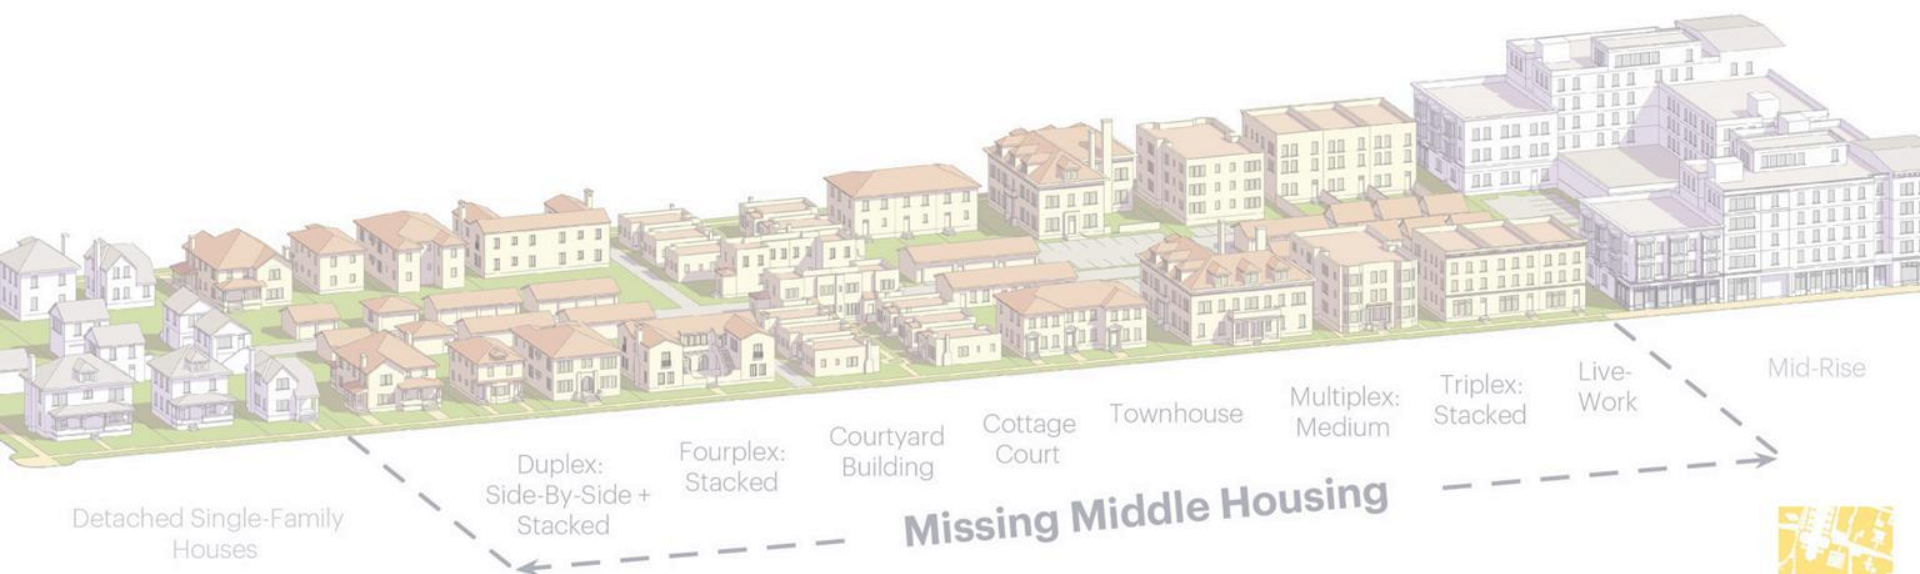 Detached Single-Family
Houses
Duplex:
Side-By-Side +
Stacked
Fourplex:
Stacked
Courtyard
Building
Cottage
Court
Townhouse
Multiplex:
Medium
Triplex:
Stacked
Live-
Work
Mid-Rise
Missing Middle Housing